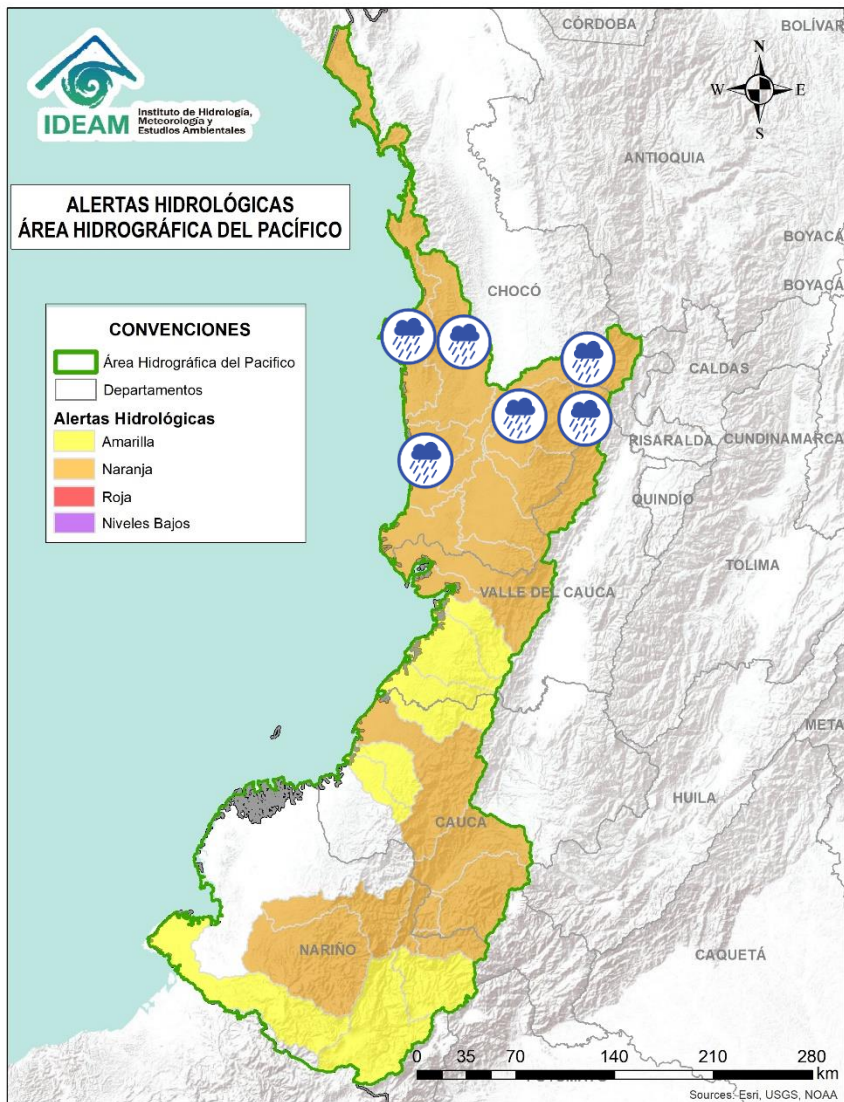 IDEAM
Instituto de Hidrología,
Meteorología y
Estudios Ambientales
ALERTAS HIDROLÓGICAS
ÁREA HIDROGRÁFICA DEL PACÍFICO
CONVENCIONES
Área Hidrográfica del Pacifico
Departamentos
Alertas Hidrológicas
Amarilla
Naranja
Roja
Niveles Bajos
N
W E
S
CÓRDOBA
BOLÍVAR
ANTIOQUIA
BOYACÁ
BOYACÁ
CHOCÓ
CALDAS
RISARALDA
CUNDINAMARCA
QUINDÍO
TOLIMA
VALLE DEL CAUCA
META
HUILA
CAUCA
NARIÑO
CAQUETÁ
0 35 70 140 210 280
km
Sources: Esri, USGS, NOAA